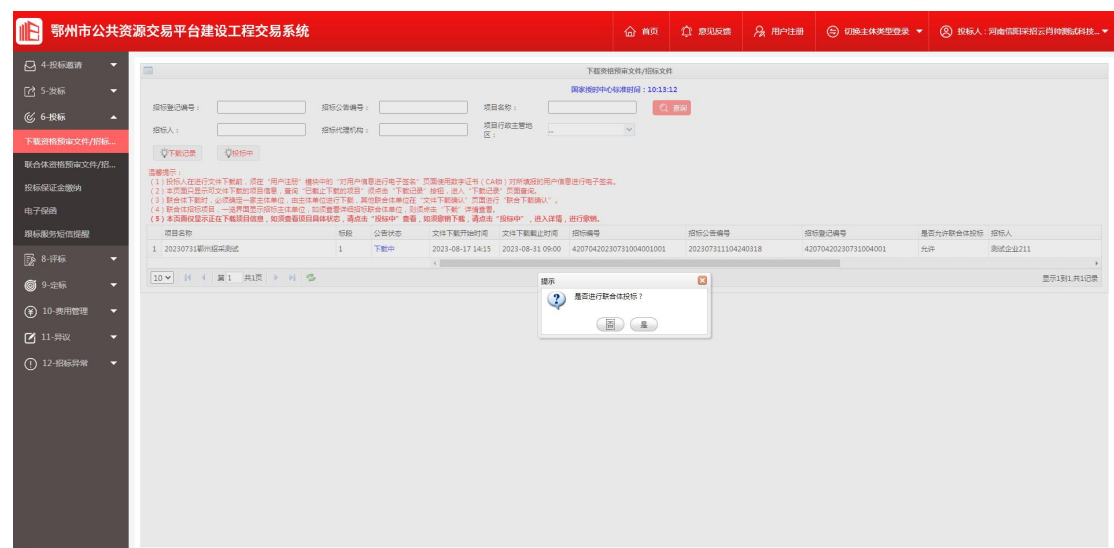 鄂州市公共资源交易平台建设工程交易系统
首页 意见反馈 用户注册 切换主体类型登录 投标人:河南信阳采招云肖帅测试科技...
4-投标邀请
5-发标
6-投标
下载资格预审文件/招标...
联合体资格预审文件/招...
投标保证金缴纳
电子保函
跟标服务短信提醒
8-评标
9-定标
10-费用管理
11-异议
12-招标异常
下载资格预审文件/招标文件
国家授时中心标准时间:10:13:12
招标登记编号: 招标公告编号: 项目名称: 查询
招标人: 招标代理机构: 项目行政主管地区: ...
下载记录 投标中
温馨提示:
(1)投标人在进行文件下载前,须在“用户注册”模块中的“对用户信息进行电子签名”页面使用数字证书(CA锁)对所填报的用户信息进行电子签名。
(2)本页面只显示可文件下载的项目信息,查询“已截止下载的项目”须点击“下载记录”按钮,进入“下载记录”页面查询。
(3)联合体下载时,必须确定一家主体单位,由主体单位进行下载,其他联合体单位在“文件下载确认”页面进行“联合下载确认”。
(4)联合体招标项目,一览界面显示招标主体单位,如须查看详细招标联合体单位,则须点击“下载”详情查看。
(5)本页面仅显示正在下载项目信息,如须查看项目具体状态,请点击“投标中”查看,如须撤销下载,请点击“投标中”,进入详情,进行撤销。
项目名称 标段 公告状态 文件下载开始时间 文件下载截止时间 招标编号 招标公告编号 招标登记编号 是否允许联合体投标 招标人
1 20230731鄂州招采测试 1 下载中 2023-08-17 14:15 2023-08-31 09:00 42070420230731004001001 202307311104240318 42070420230731004001 允许 测试企业211
10 第 1 共1页 显示1到1,共1记录
提示
是否进行联合体投标?
否 是